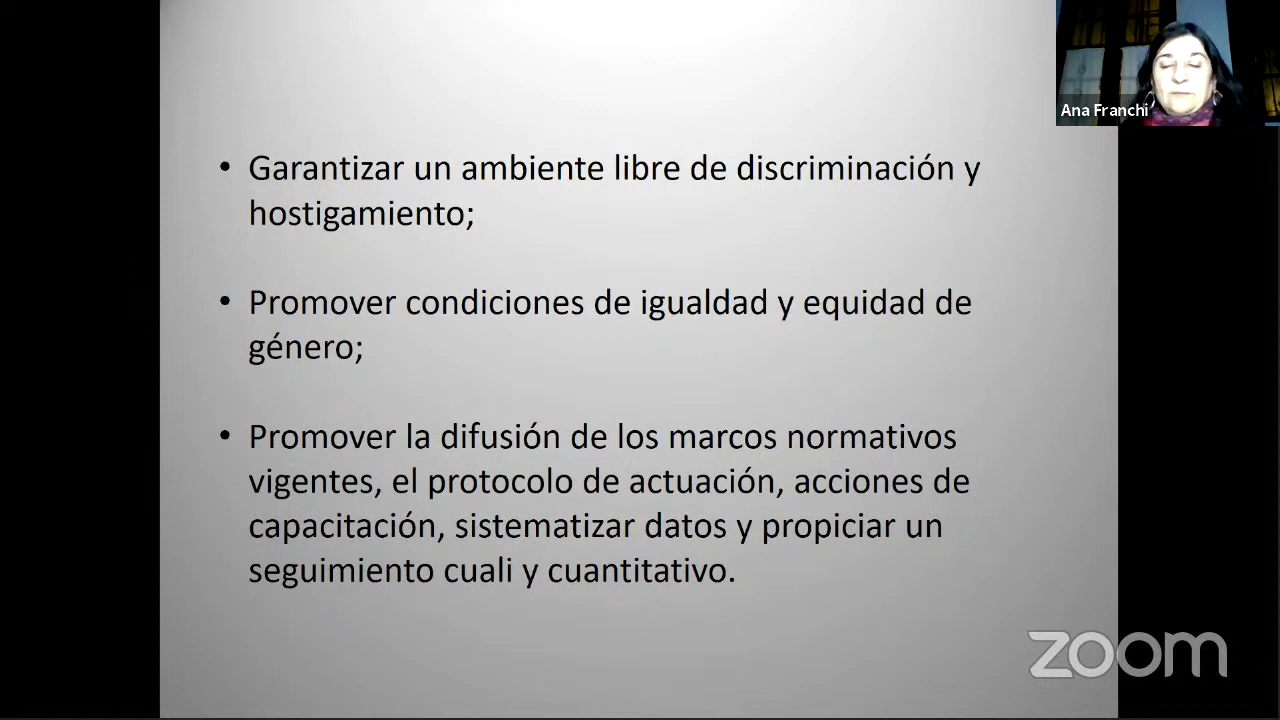 Ana Franchi
• Garantizar un ambiente libre de discriminación y
hostigamiento;
• Promover condiciones de igualdad y equidad de
género;
• Promover la difusión de los marcos normativos
vigentes, el protocolo de actuación, acciones de
capacitación, sistematizar datos y propiciar un
seguimiento cuali y cuantitativo.
zoom